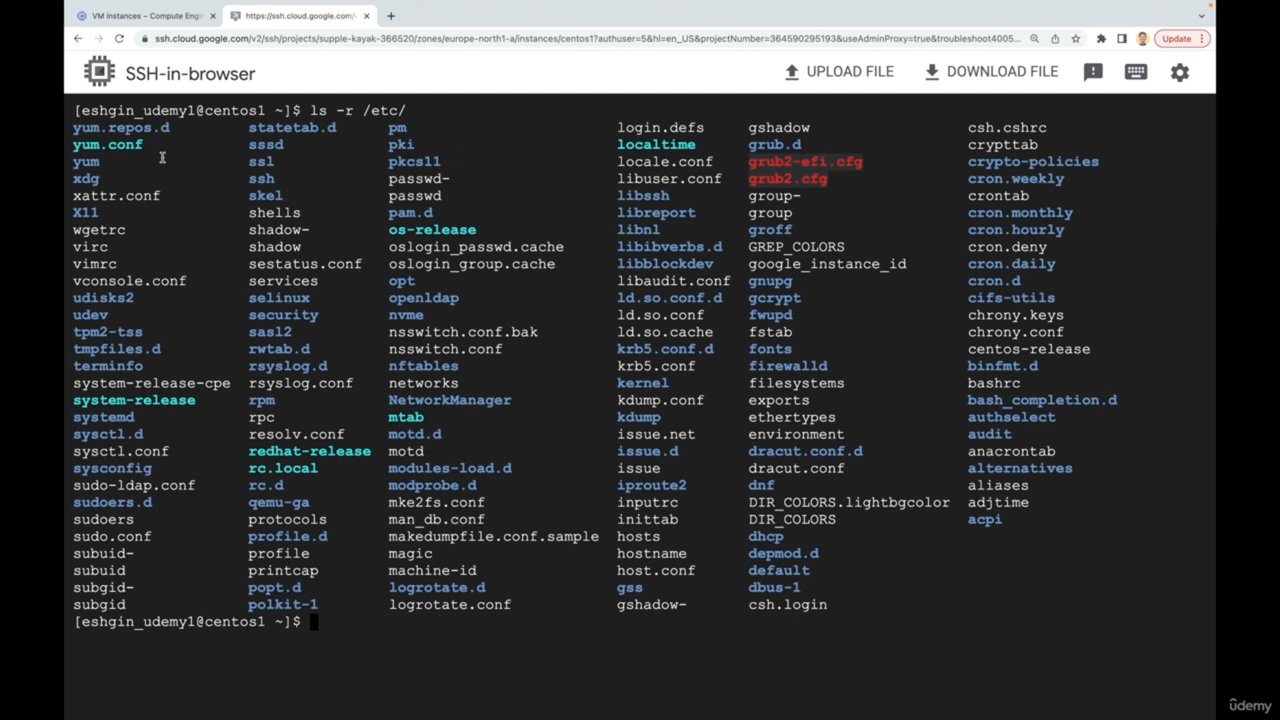 VM instances – Compute Engi
https://ssh.cloud.google.com/v
ssh.cloud.google.com/v2/ssh/projects/supple-kayak-366520/zones/europe-north1-a/instances/centos1?authuser=5&hl=en_US&projectNumber=364590295193&useAdminProxy=true&troubleshoot4005...
Update
SSH-in-browser
UPLOAD FILE
DOWNLOAD FILE
[eshgin_udemy1@centos1 ~]$ ls -r /etc/
yum.repos.d statetab.d pm login.defs gshadow csh.cshrc
yum.conf sssd pki localtime grub.d crypttab
yum ssl pkcs11 locale.conf grub2-efi.cfg crypto-policies
xdg ssh passwd- libuser.conf grub2.cfg cron.weekly
xattr.conf skel passwd libssh group- crontab
X11 shells pam.d libreport group cron.monthly
wgetrc shadow- os-release libnl groff cron.hourly
virc shadow oslogin_passwd.cache libibverbs.d GREP_COLORS cron.deny
vimrc sestatus.conf oslogin_group.cache libblockdev google_instance_id cron.daily
vconsole.conf services opt libaudit.conf gnupg cron.d
udisks2 selinux openldap ld.so.conf.d gcrypt cifs-utils
udev security nvme ld.so.conf fwupd chrony.keys
tpm2-tss sasl2 nsswitch.conf.bak ld.so.cache fstab chrony.conf
tmpfiles.d rwtab.d nsswitch.conf krb5.conf.d fonts centos-release
terminfo rsyslog.d nftables krb5.conf firewalld binfmt.d
system-release-cpe rsyslog.conf networks kernel filesystems bashrc
system-release rpm NetworkManager kdump.conf exports bash_completion.d
systemd rpc mtab kdump ethertypes authselect
sysctl.d resolv.conf motd.d issue.net environment audit
sysctl.conf redhat-release motd issue.d dracut.conf.d anacrontab
sysconfig rc.local modules-load.d issue dracut.conf alternatives
sudo-ldap.conf rc.d modprobe.d iproute2 dnf aliases
sudoers.d qemu-ga mke2fs.conf inputrc DIR_COLORS.lightbgcolor adjtime
sudoers protocols man_db.conf inittab DIR_COLORS acpi
sudo.conf profile.d makedumpfile.conf.sample hosts dhcp
subuid- profile magic hostname depmod.d
subuid printcap machine-id host.conf default
subgid- popt.d logrotate.d gss dbus-1
subgid polkit-1 logrotate.conf gshadow- csh.login
[eshgin_udemy1@centos1 ~]$
udemy